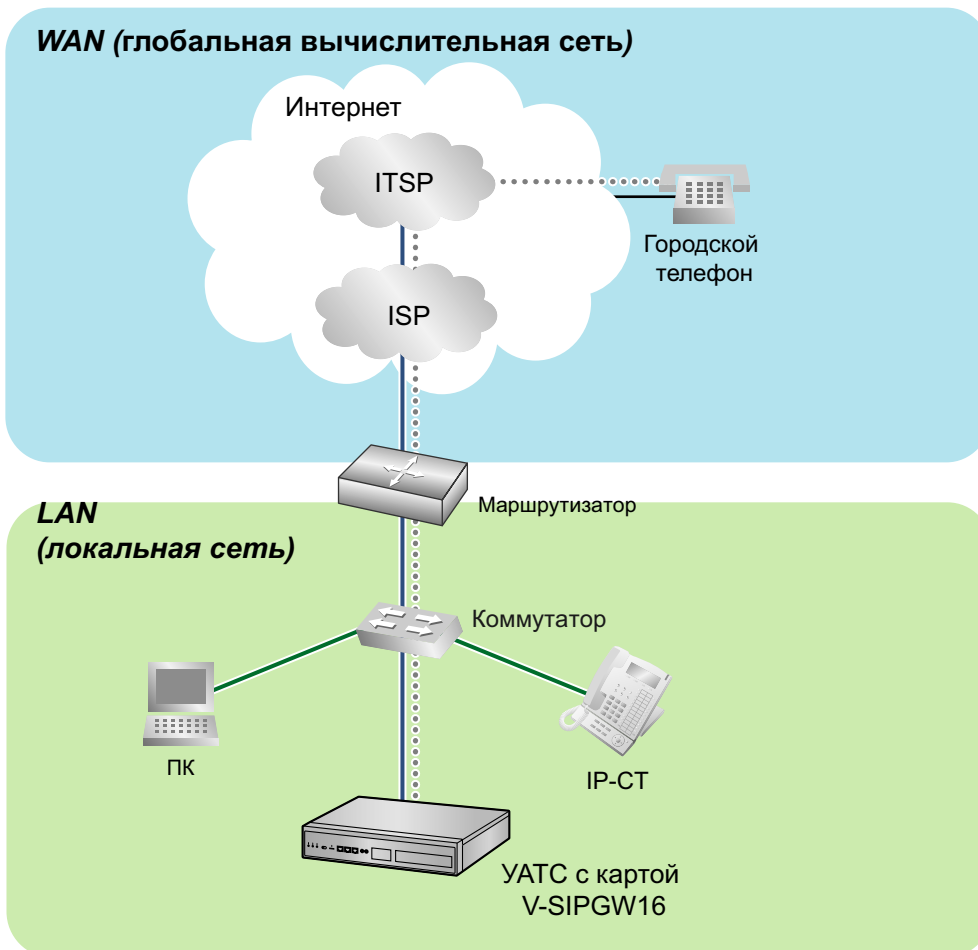 WAN (глобальная вычислительная сеть)
Интернет
ITSP
Городской
телефон
ISP
Маршрутизатор
LAN
(локальная сеть)
Коммутатор
ПК
IP-СТ
УАТС с картой
V-SIPGW16